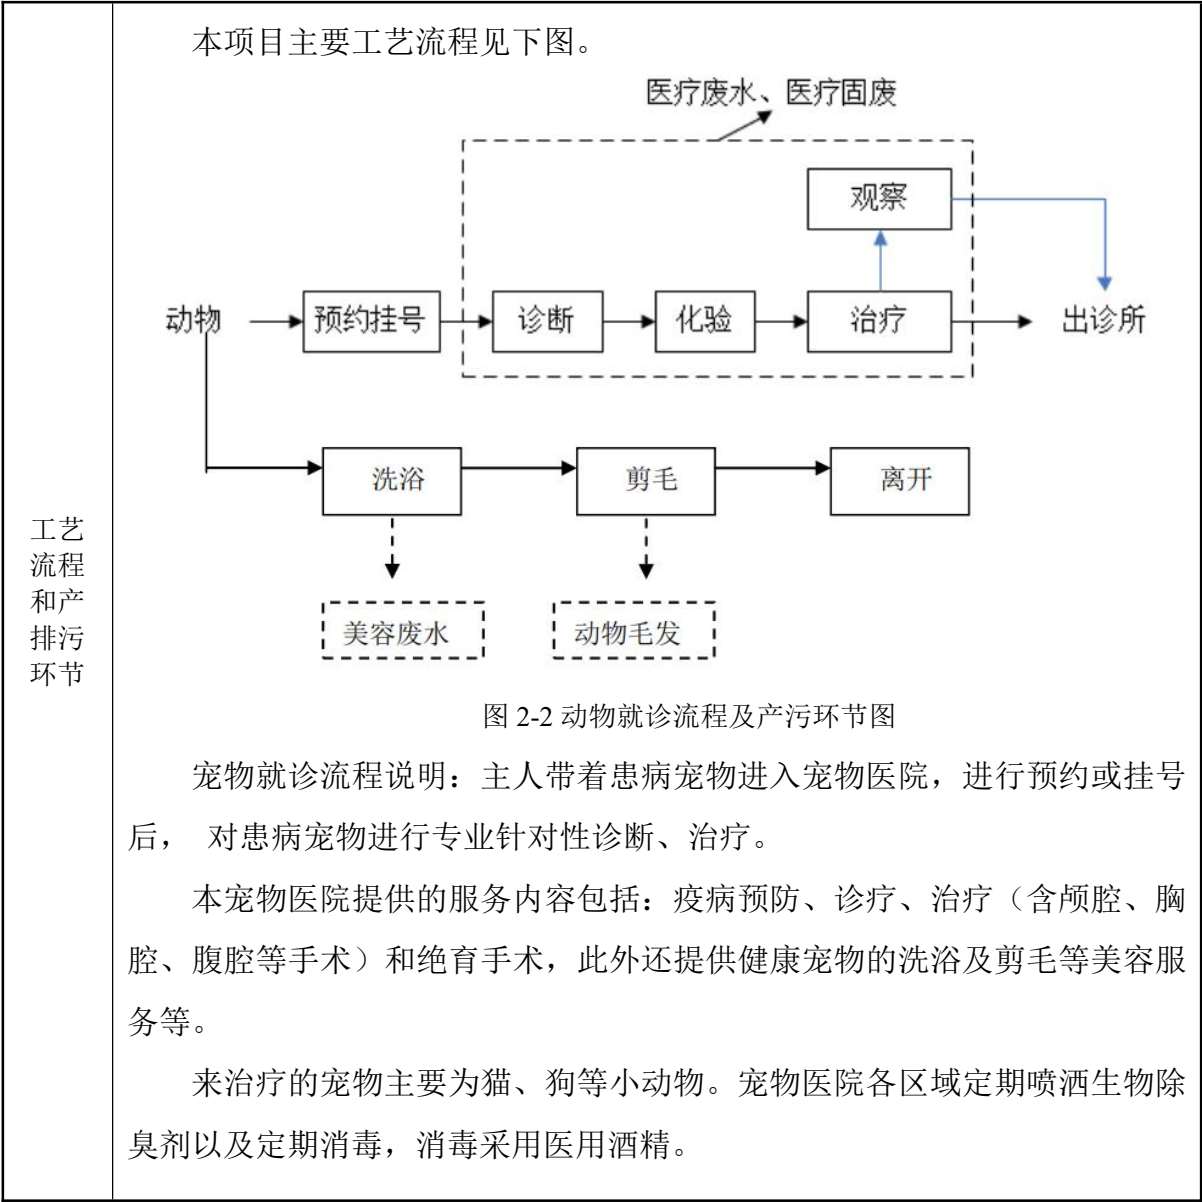 本项目主要工艺流程见下图。
医疗废水、医疗固废
观察
动物
预约挂号
诊断
化验
治疗
出诊所
洗浴
剪毛
离开
美容废水
动物毛发
图 2-2 动物就诊流程及产污环节图
工艺
流程
和产
排污
环节
宠物就诊流程说明：主人带着患病宠物进入宠物医院，进行预约或挂号
后， 对患病宠物进行专业针对性诊断、治疗。
本宠物医院提供的服务内容包括：疫病预防、诊疗、治疗（含颅腔、胸
腔、腹腔等手术）和绝育手术，此外还提供健康宠物的洗浴及剪毛等美容服
务等。
来治疗的宠物主要为猫、狗等小动物。宠物医院各区域定期喷洒生物除
臭剂以及定期消毒，消毒采用医用酒精。